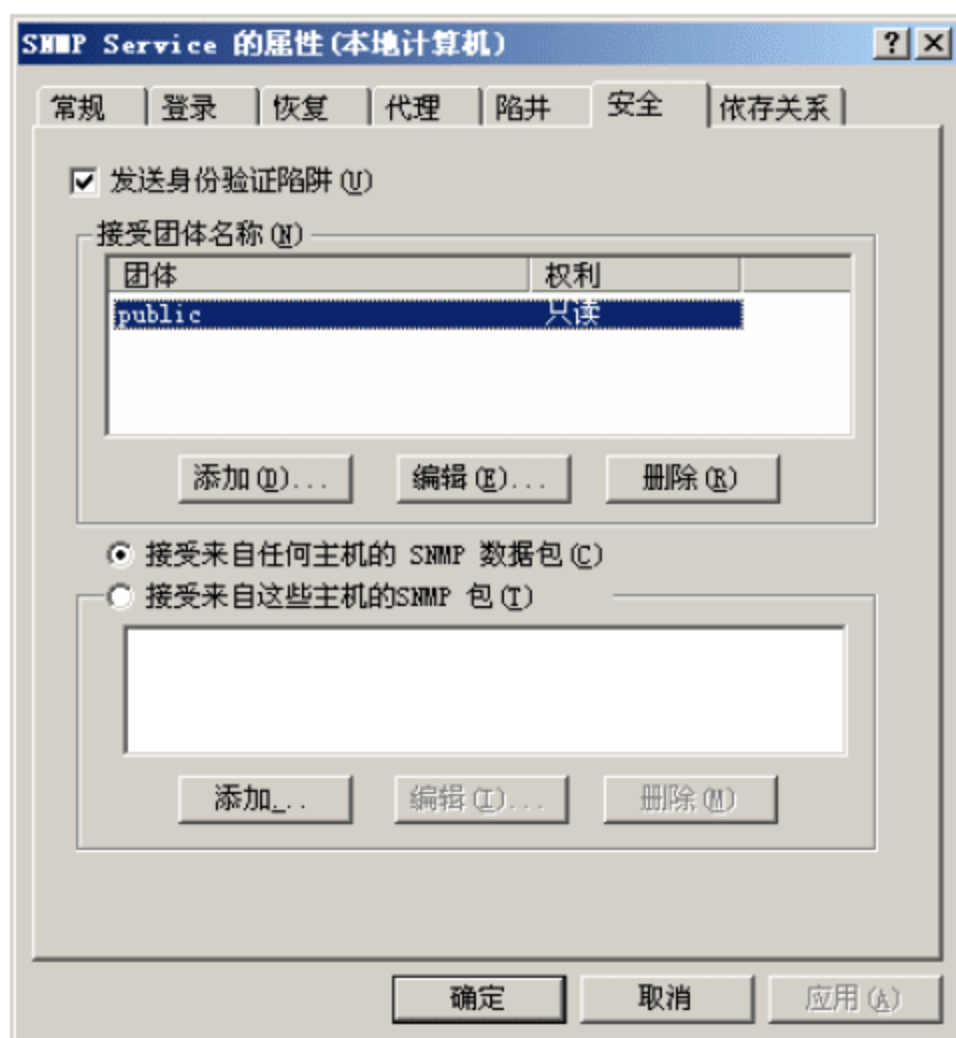 SNMP Service 的属性(本地计算机)
常规 登录 恢复 代理 陷井 安全 依存关系
发送身份验证陷阱(U)
接受团体名称(N)
团体 权利
public 只读
添加(D)... 编辑(E)... 删除(R)
接受来自任何主机的 SNMP 数据包(C)
接受来自这些主机的SNMP 包(T)
添加... 编辑(I)... 删除(M)
确定 取消 应用(A)